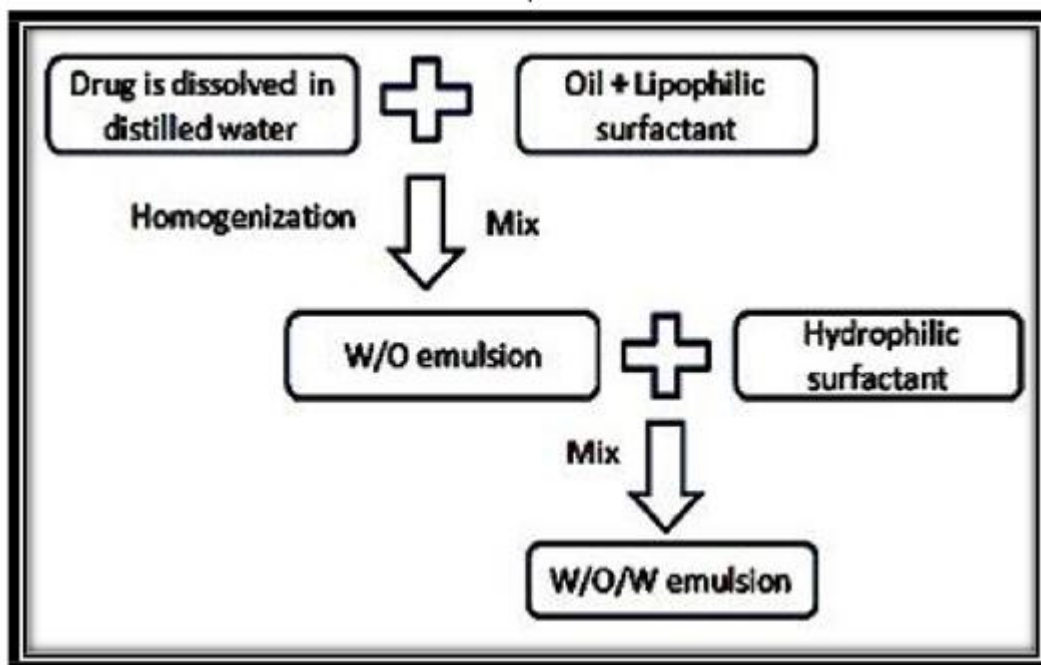 Drug is dissolved in
distilled water
Oil + Lipophilic
surfactant
Homogenization
Mix
W/O emulsion
Hydrophilic
surfactant
Mix
W/O/W emulsion